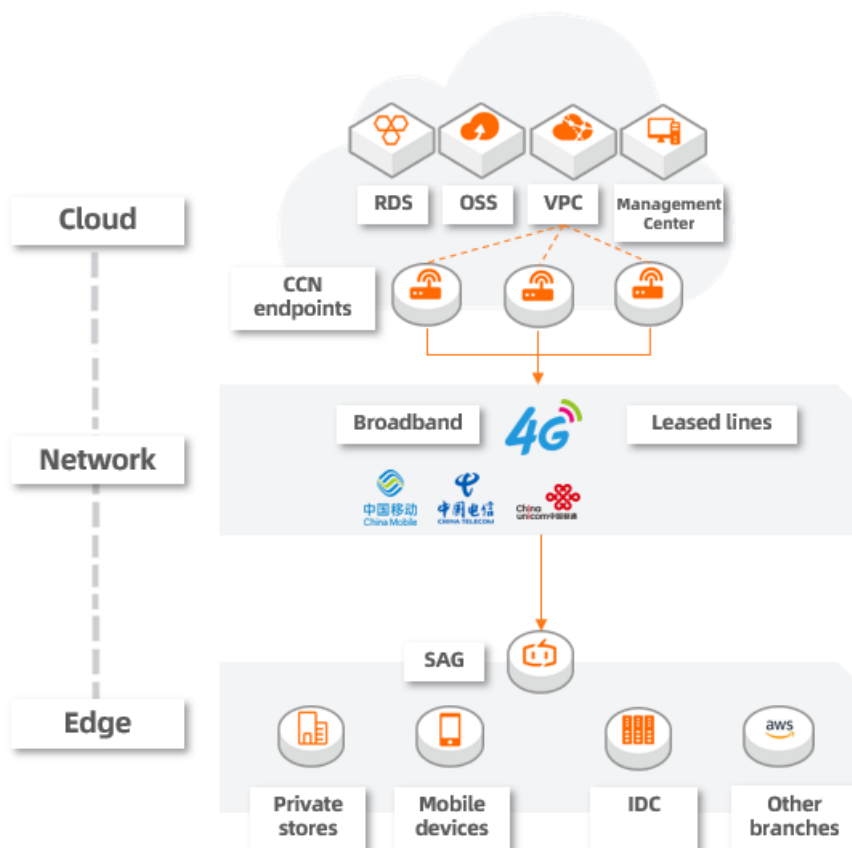 RDS
OSS
VPC
Management
Center
Cloud
CCN
endpoints
Broadband
4G
Leased lines
Network
中国移动
China Mobile
中国电信
CHINA TELECOM
China
unicom中国联通
SAG
Edge
aws
Private
stores
Mobile
devices
IDC
Other
branches